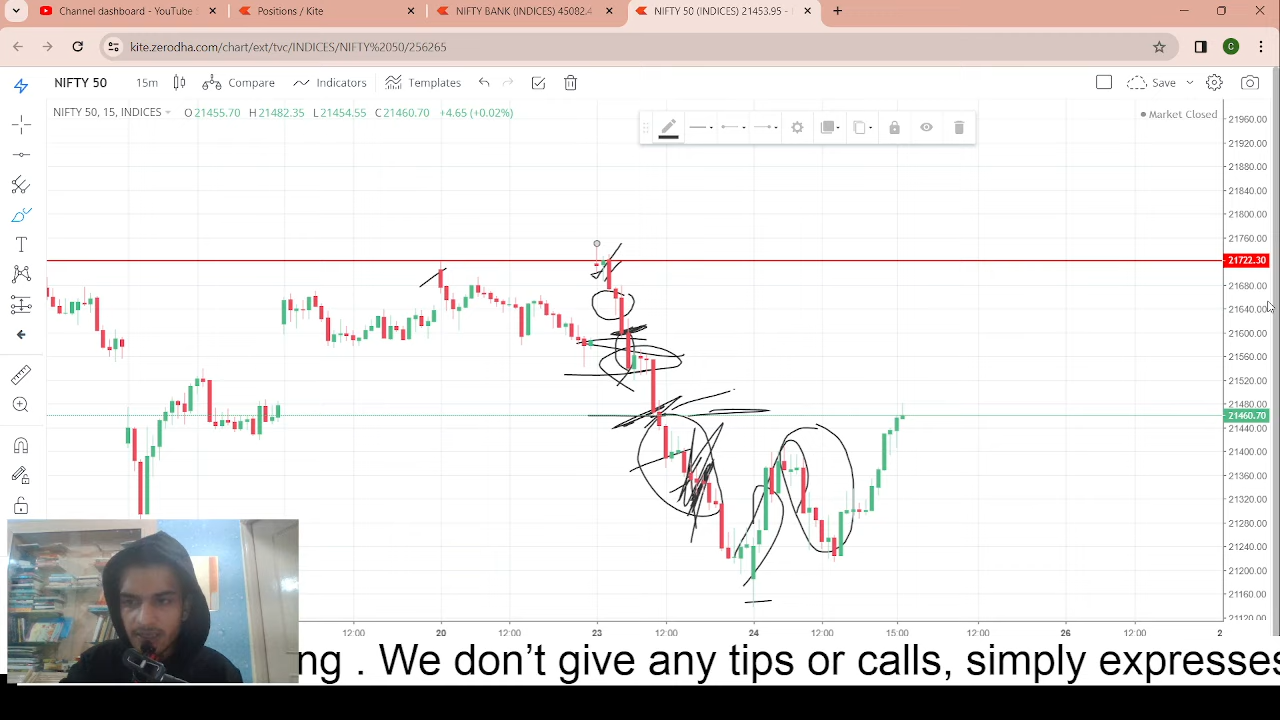 Channel dashboard - YouTube S
Positions / Kite
NIFTY BANK (INDICES) 45082.4
NIFTY 50 (INDICES) 21453.95 -
kite.zerodha.com/chart/ext/tvc/INDICES/NIFTY%2050/256265
C
NIFTY 50
15m
Compare
Indicators
Templates
Save
NIFTY 50, 15, INDICES
O21455.70 H21482.35 L21454.55 C21460.70 +4.65 (+0.02%)
Market Closed
21960.00
21920.00
21880.00
21840.00
21800.00
21760.00
21722.30
21680.00
21640.00
21600.00
21560.00
21520.00
21480.00
21460.70
21440.00
21400.00
21360.00
21320.00
21280.00
21240.00
21200.00
21160.00
21120.00
12:00 20 12:00 23 12:00 24 12:00 15:00 12:00 26 12:00 2
ng . We don't give any tips or calls, simply expresses